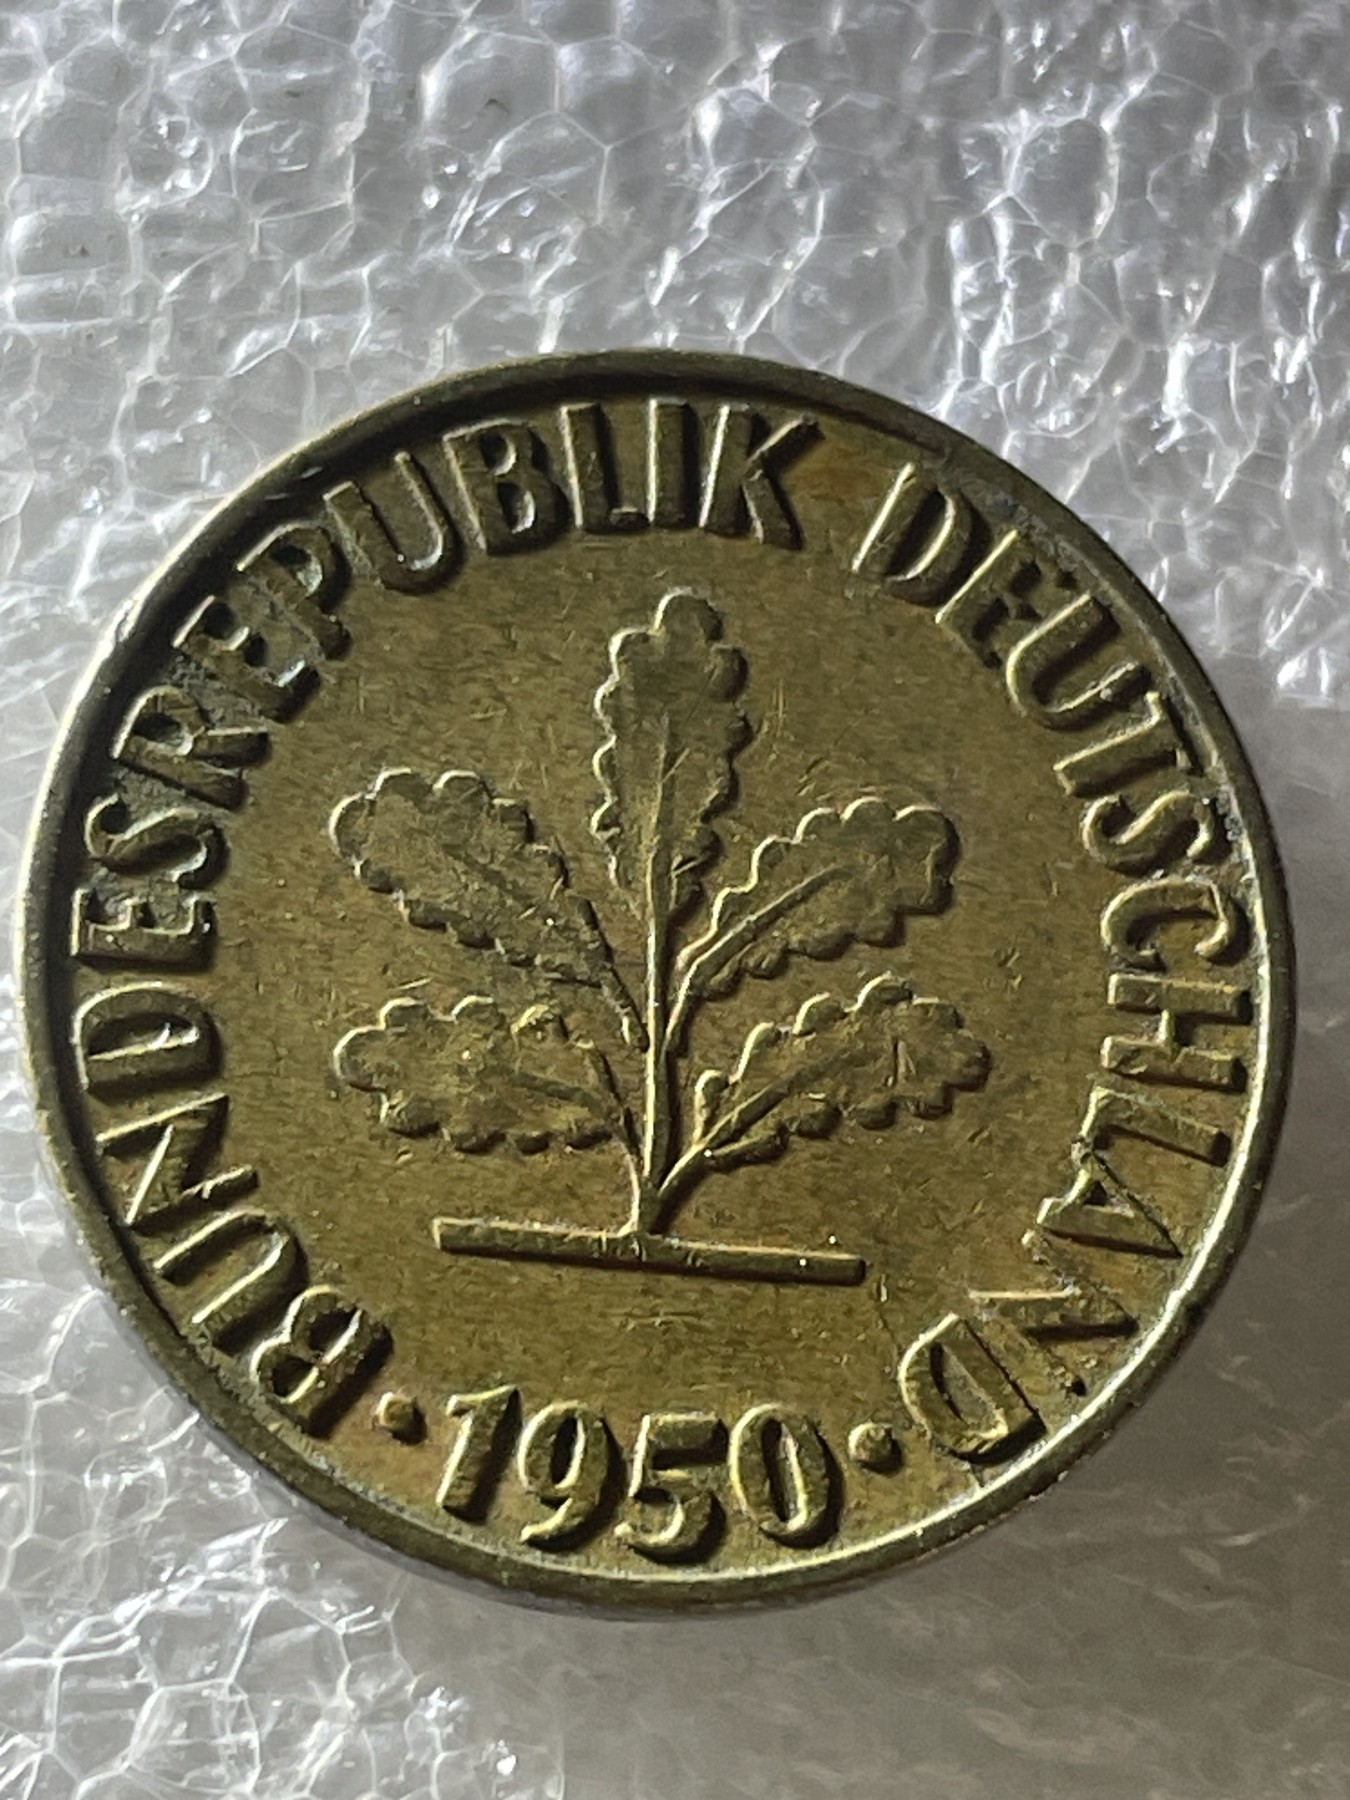 BUNDESREPUBLIK DEUTSCHLAND
· 1950 ·